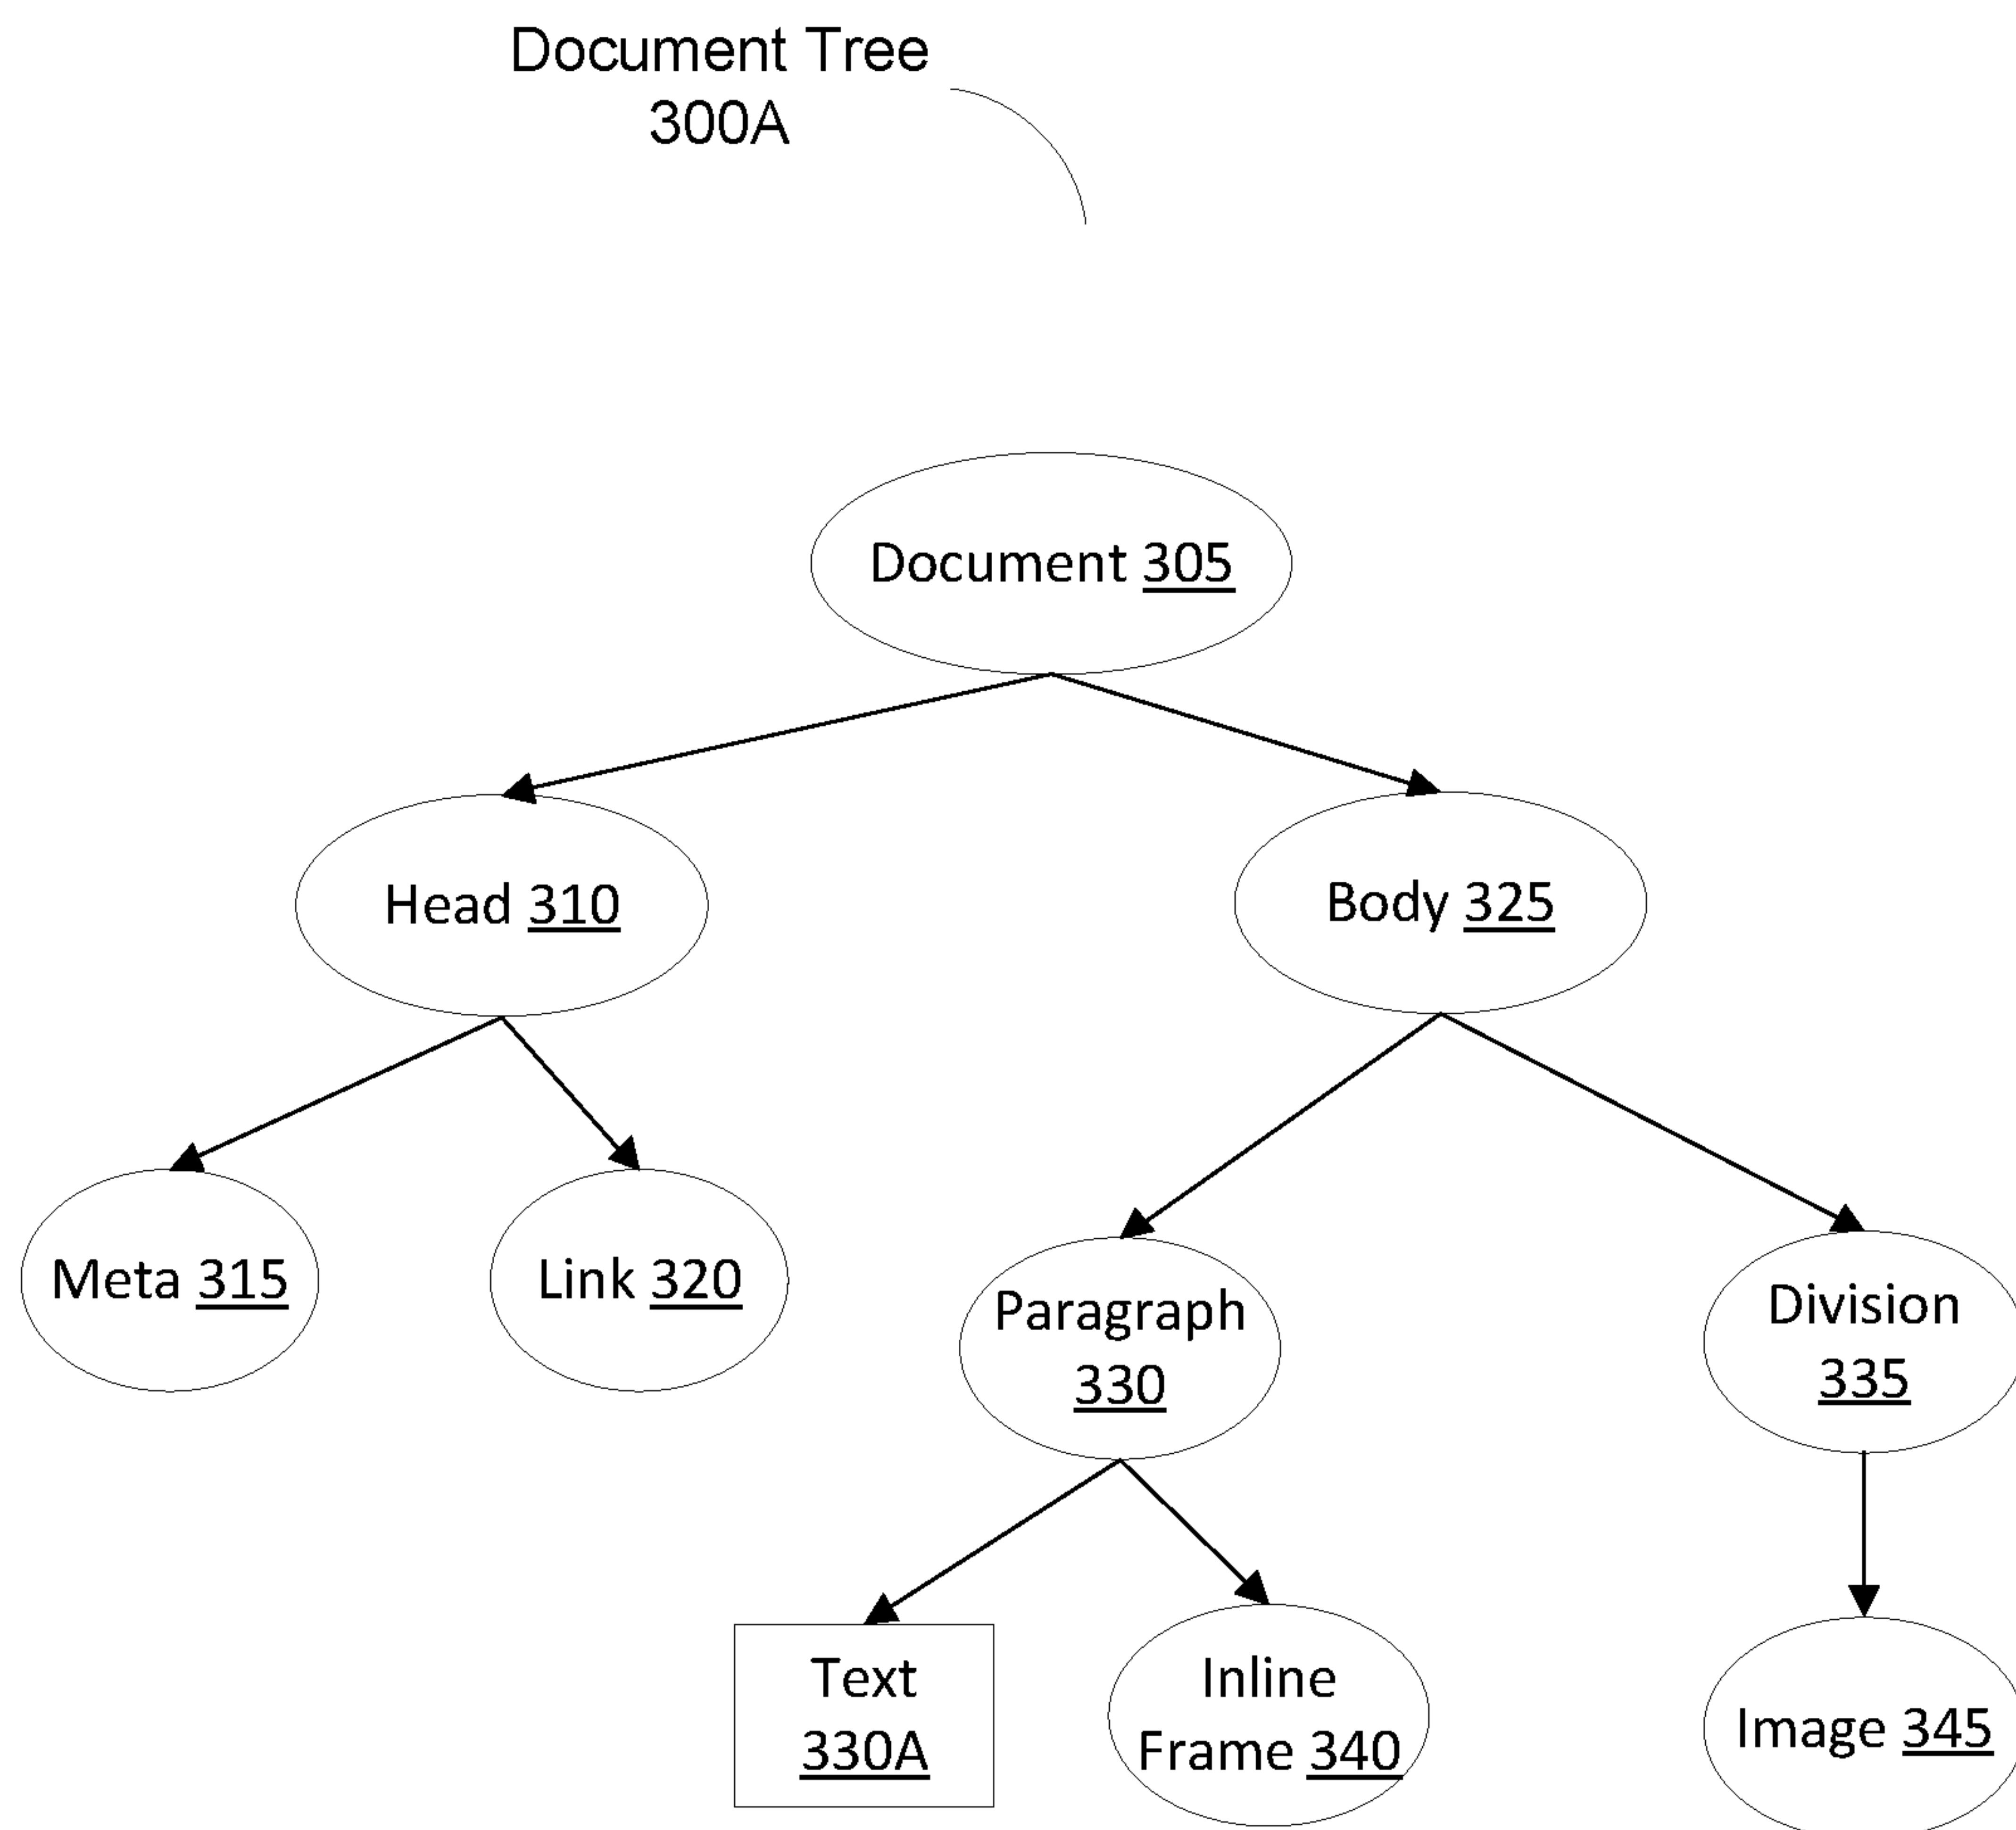 Document Tree
300A
Document 305
Head 310
Body 325
Meta 315
Link 320
Paragraph
330
Division
335
Text
330A
Inline
Frame 340
Image 345